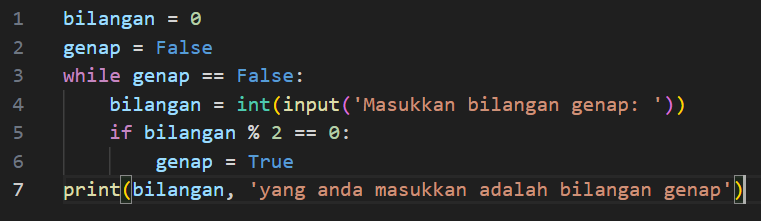 1 bilangan = 0
2 genap = False
3 while genap == False:
4     bilangan = int(input('Masukkan bilangan genap: '))
5     if bilangan % 2 == 0:
6         genap = True
7 print(bilangan, 'yang anda masukkan adalah bilangan genap')